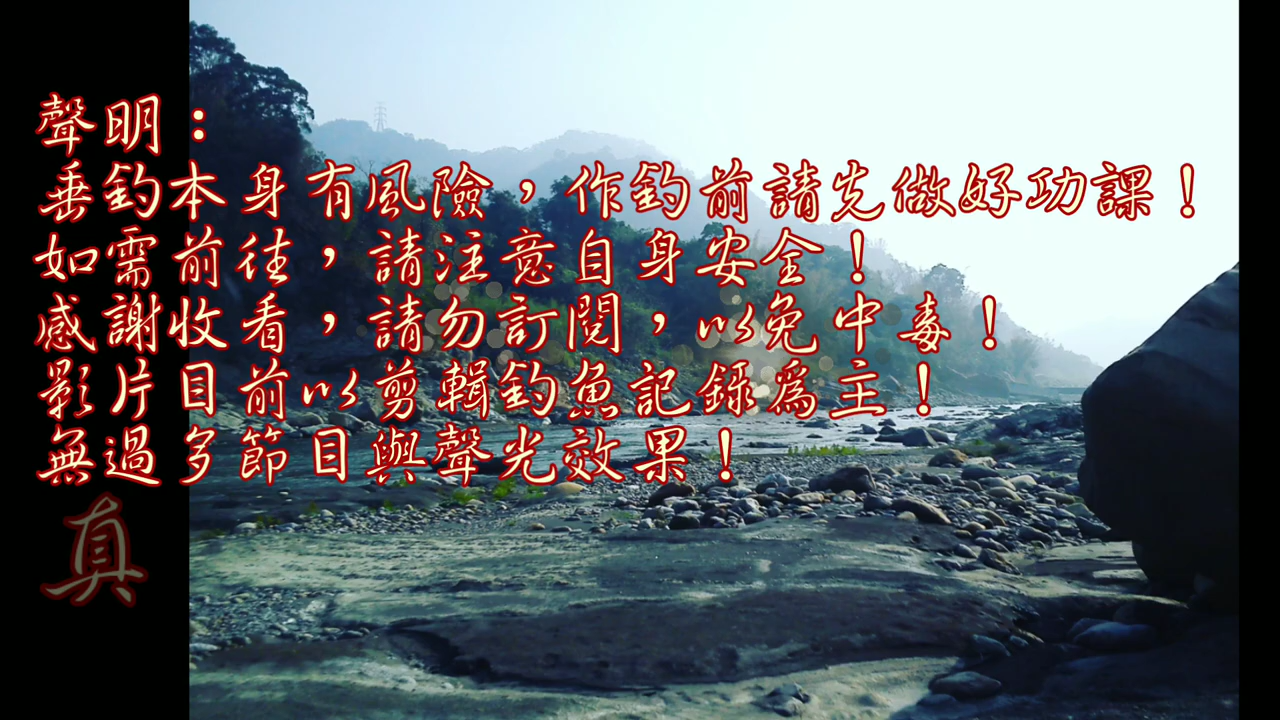 聲明：
垂釣本身有風險，作釣前請先做好功課！
如需前往，請注意自身安全！
感謝收看，請勿訂閱，以免中毒！
影片目前以剪輯釣魚記錄為主！
無過多節目與聲光效果！
真